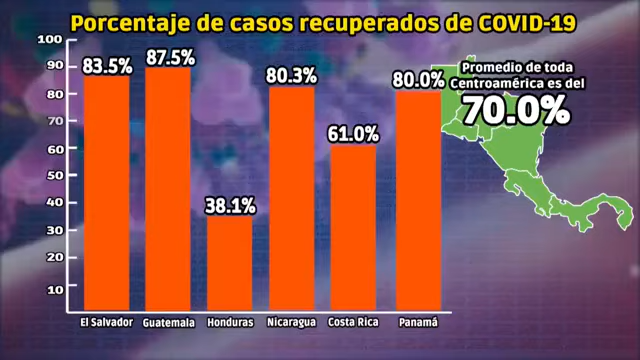 Porcentaje de casos recuperados de COVID-19
100
90
80
70
60
50
40
30
20
10
83.5%
87.5%
38.1%
80.3%
61.0%
80.0%
Promedio de toda
Centroamérica es del
70.0%
El Salvador
Guatemala
Honduras
Nicaragua
Costa Rica
Panamá